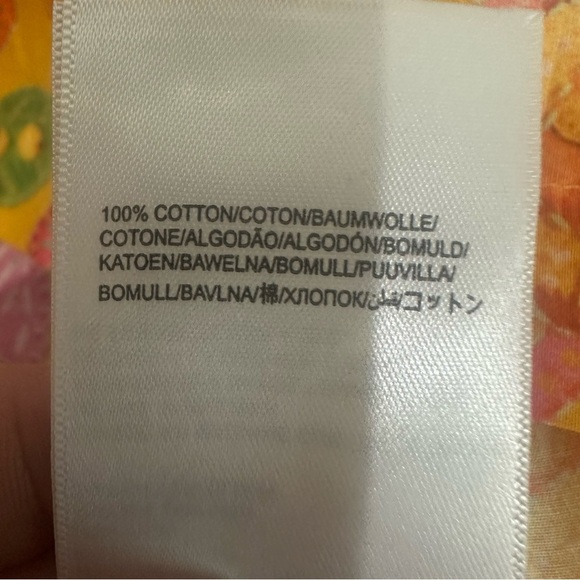 100% COTTON/COTON/BAUMWOLLE/
COTONE/ALGODÃO/ALGODÓN/BOMULD/
KATOEN/BAWELNA/BOMULL/PUUVILLA/
BOMULL/BAVLNA/棉/ХЛОПОК/قطن/コットン